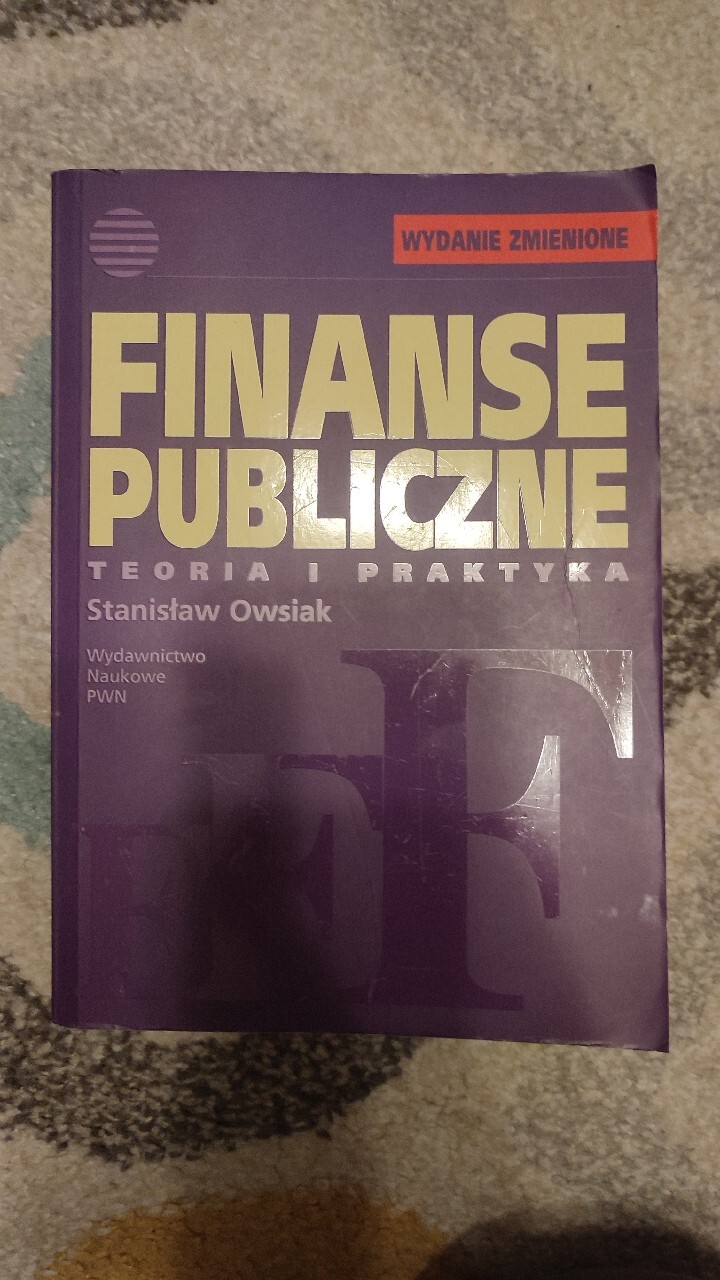 WYDANIE ZMIENIONE
FINANSE
PUBLICZNE
TEORIA I PRAKTYKA
Stanisław Owsiak
Wydawnictwo
Naukowe
PWN